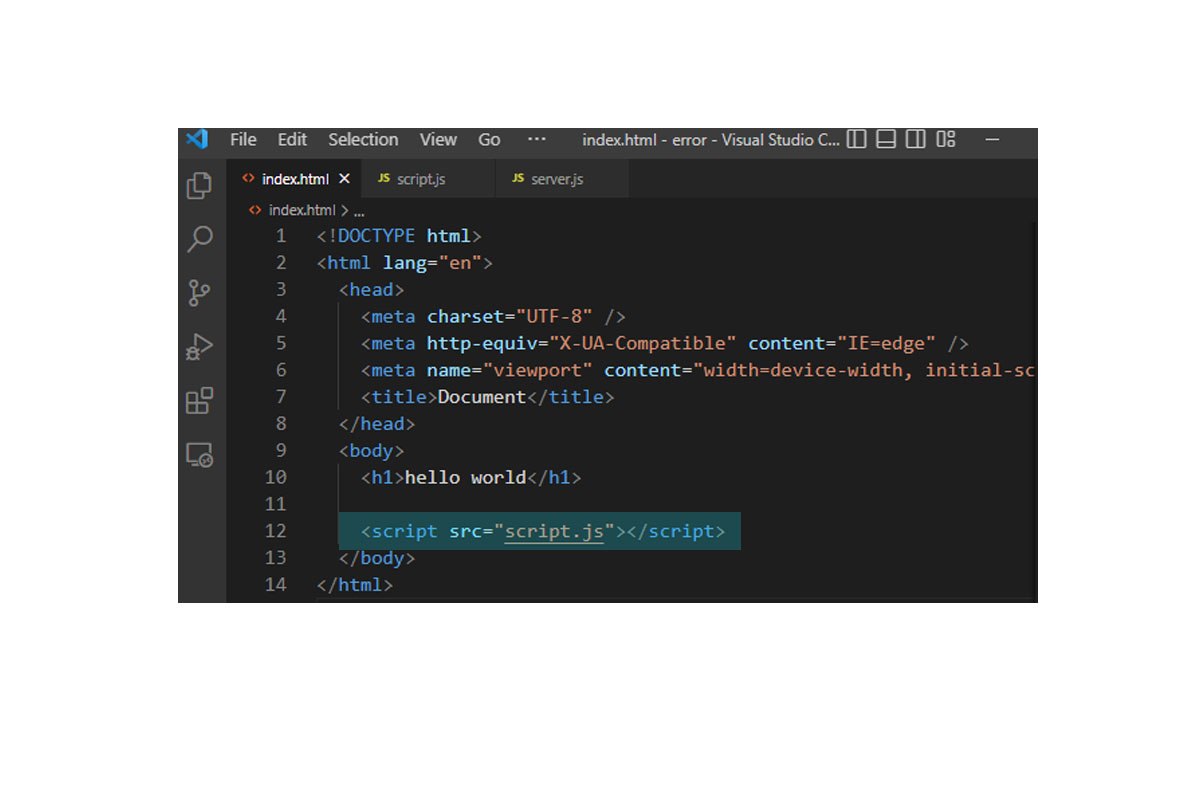 File Edit Selection View Go ··· index.html - error - Visual Studio C...
index.html JS script.js JS server.js
index.html > ...
1 <!DOCTYPE html>
2 <html lang="en">
3 <head>
4 <meta charset="UTF-8" />
5 <meta http-equiv="X-UA-Compatible" content="IE=edge" />
6 <meta name="viewport" content="width=device-width, initial-sc
7 <title>Document</title>
8 </head>
9 <body>
10 <h1>hello world</h1>
11
12 <script src="script.js"></script>
13 </body>
14 </html>